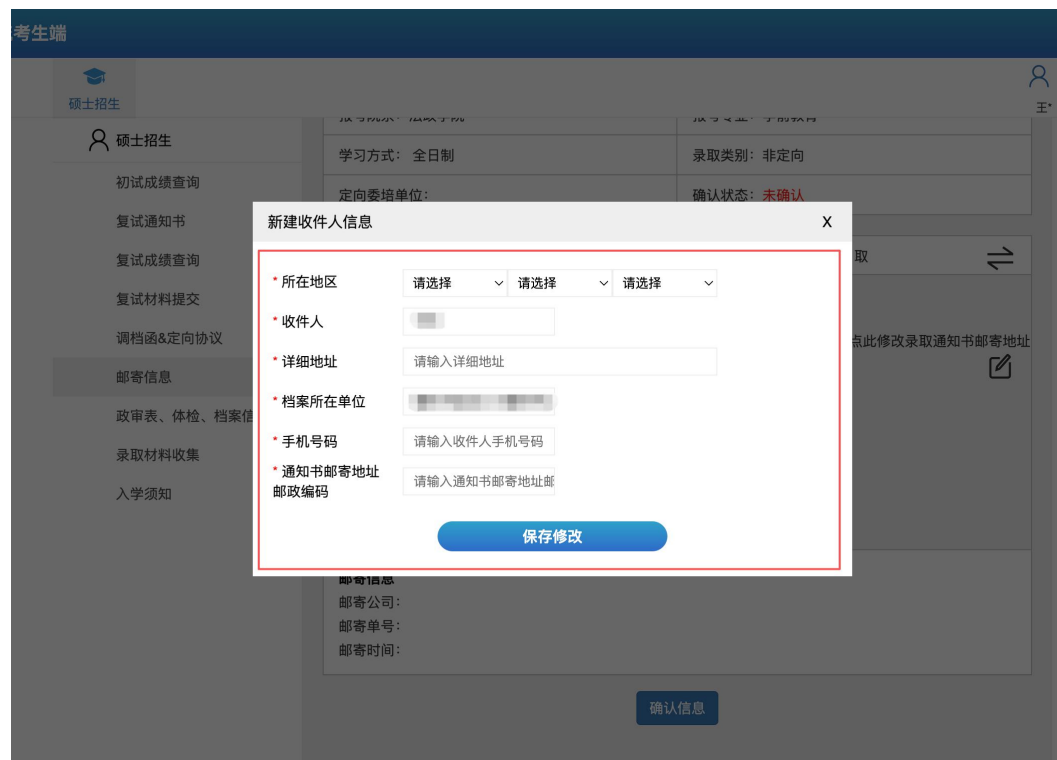 考生端
硕士招生
王*
硕士招生
初试成绩查询
复试通知书
复试成绩查询
复试材料提交
调档函&定向协议
邮寄信息
政审表、体检、档案信
录取材料收集
入学须知
学习方式： 全日制
录取类别：非定向
定向委培单位：
确认状态：未确认
取
点此修改录取通知书邮寄地址
新建收件人信息
X
* 所在地区 请选择 请选择 请选择
* 收件人
* 详细地址 请输入详细地址
* 档案所在单位
* 手机号码 请输入收件人手机号码
* 通知书邮寄地址
邮政编码 请输入通知书邮寄地址邮
保存修改
邮寄信息
邮寄公司：
邮寄单号：
邮寄时间：
确认信息